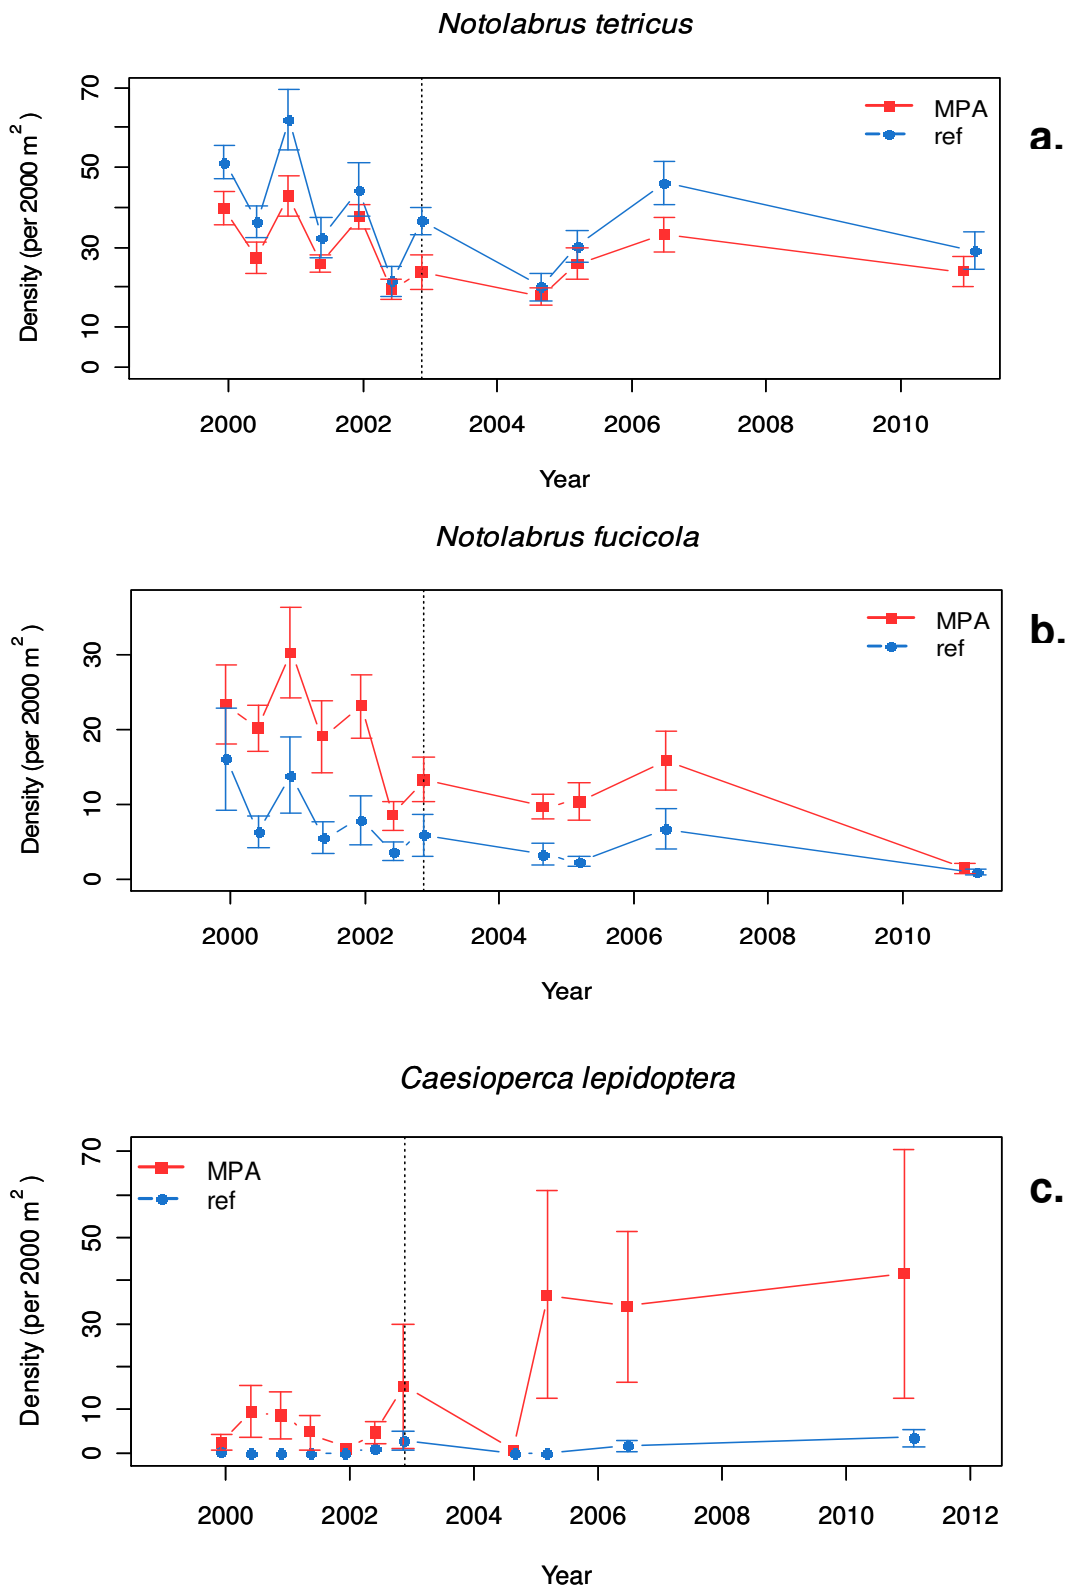 Notolabrus tetricus
70
50
30
10
0
Density (per 2000 m²)
MPA
ref
a.
2000 2002 2004 2006 2008 2010
Year
Notolabrus fucicola
30
20
10
0
Density (per 2000 m²)
MPA
ref
b.
2000 2002 2004 2006 2008 2010
Year
Caesioperca lepidoptera
70
50
30
10
0
Density (per 2000 m²)
MPA
ref
c.
2000 2002 2004 2006 2008 2010 2012
Year